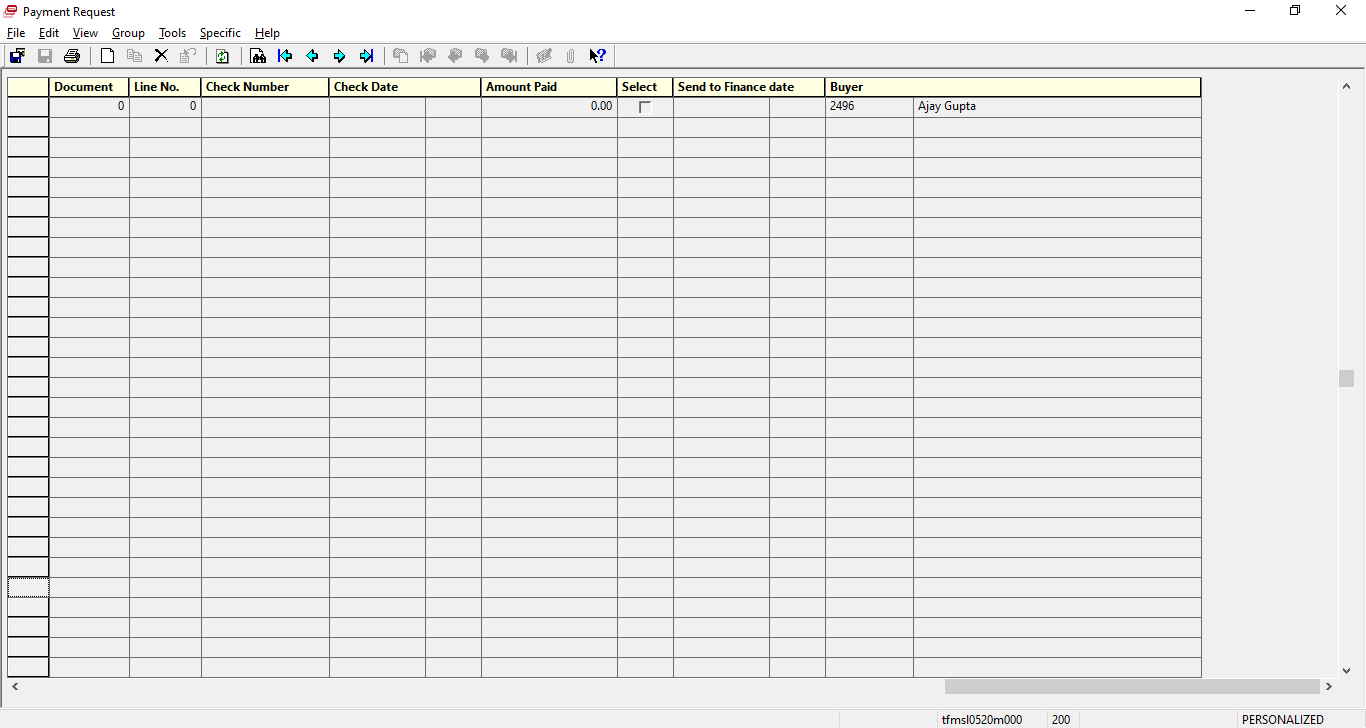 Payment Request
File Edit View Group Tools Specific Help
Document Line No. Check Number Check Date Amount Paid Select Send to Finance date Buyer
0 0 0.00 2496 Ajay Gupta
tfmsl0520m000 200 PERSONALIZED